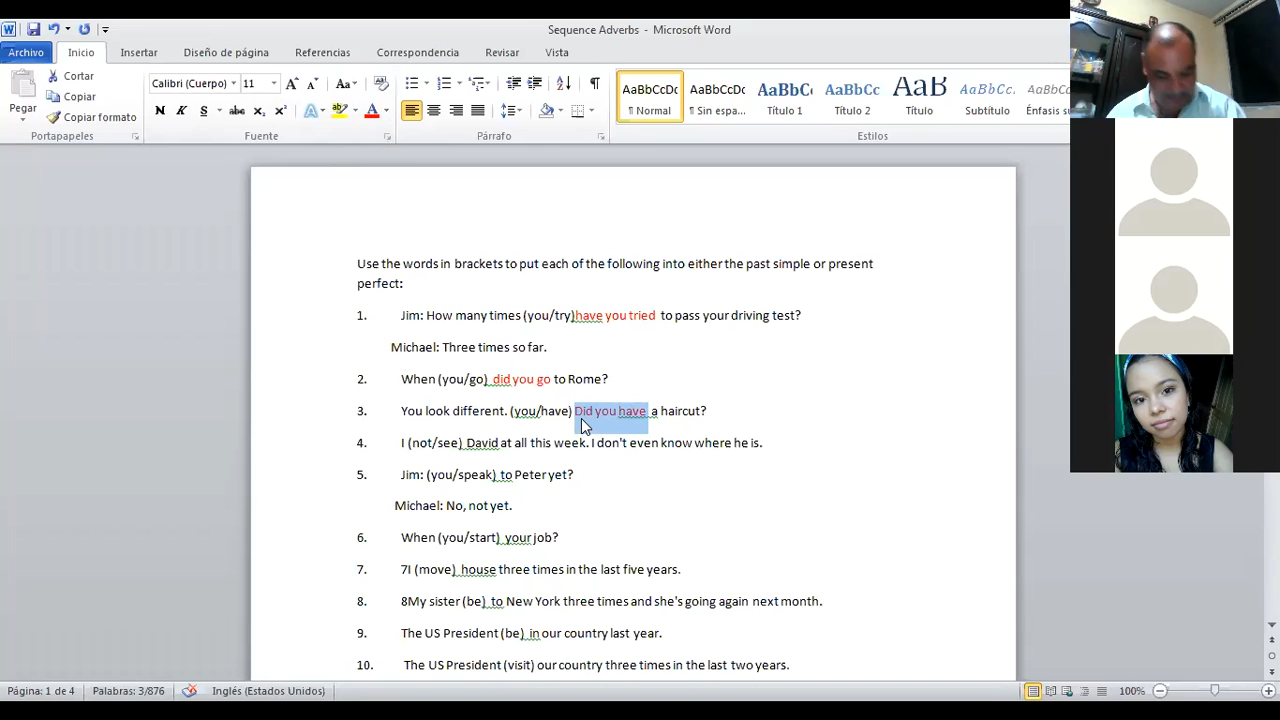 Sequence Adverbs - Microsoft Word
Archivo Inicio Insertar Diseño de página Referencias Correspondencia Revisar Vista
Pegar
Cortar
Copiar
Copiar formato
Portapapeles
Calibri (Cuerpo) 11
N K S abc
Fuente
Párrafo
AaBbCcDc AaBbCcDc AaBbC AaBbCc AaB AaBbCc AaBbCc
¶ Normal ¶ Sin espa... Título 1 Título 2 Título Subtítulo Énfasis su
Estilos
Use the words in brackets to put each of the following into either the past simple or present
perfect:
1. Jim: How many times (you/try)have you tried to pass your driving test?
Michael: Three times so far.
2. When (you/go) did you go to Rome?
3. You look different. (you/have) Did you have a haircut?
4. I (not/see) David at all this week. I don't even know where he is.
5. Jim: (you/speak) to Peter yet?
Michael: No, not yet.
6. When (you/start) your job?
7. 7I (move) house three times in the last five years.
8. 8My sister (be) to New York three times and she's going again next month.
9. The US President (be) in our country last year.
10. The US President (visit) our country three times in the last two years.
Página: 1 de 4 Palabras: 3/876 Inglés (Estados Unidos) 100%